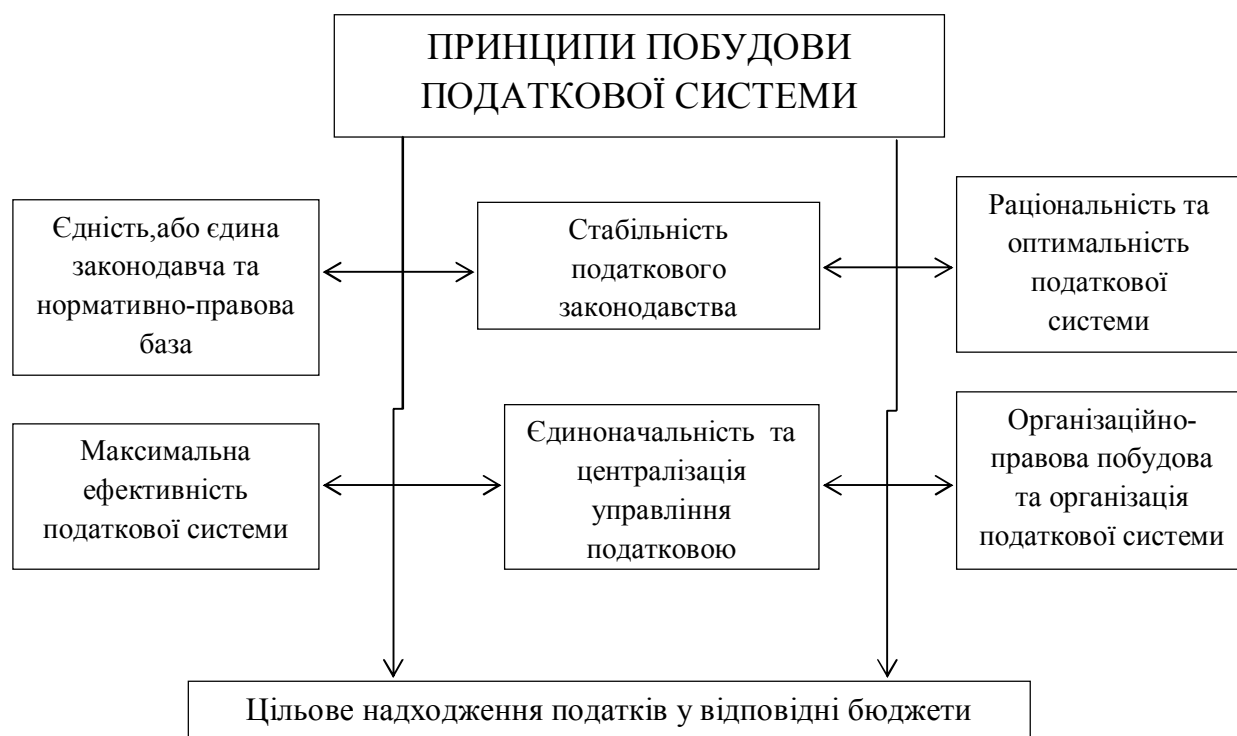 ПРИНЦИПИ ПОБУДОВИ
ПОДАТКОВОЇ СИСТЕМИ
Єдність,або єдина
законодавча та
нормативно-правова
база
Стабільність
податкового
законодавства
Раціональність та
оптимальність
податкової
системи
Максимальна
ефективність
податкової системи
Єдиноначальність та
централізація
управління
податковою
Організаційно-
правова побудова
та організація
податкової системи
Цільове надходження податків у відповідні бюджети